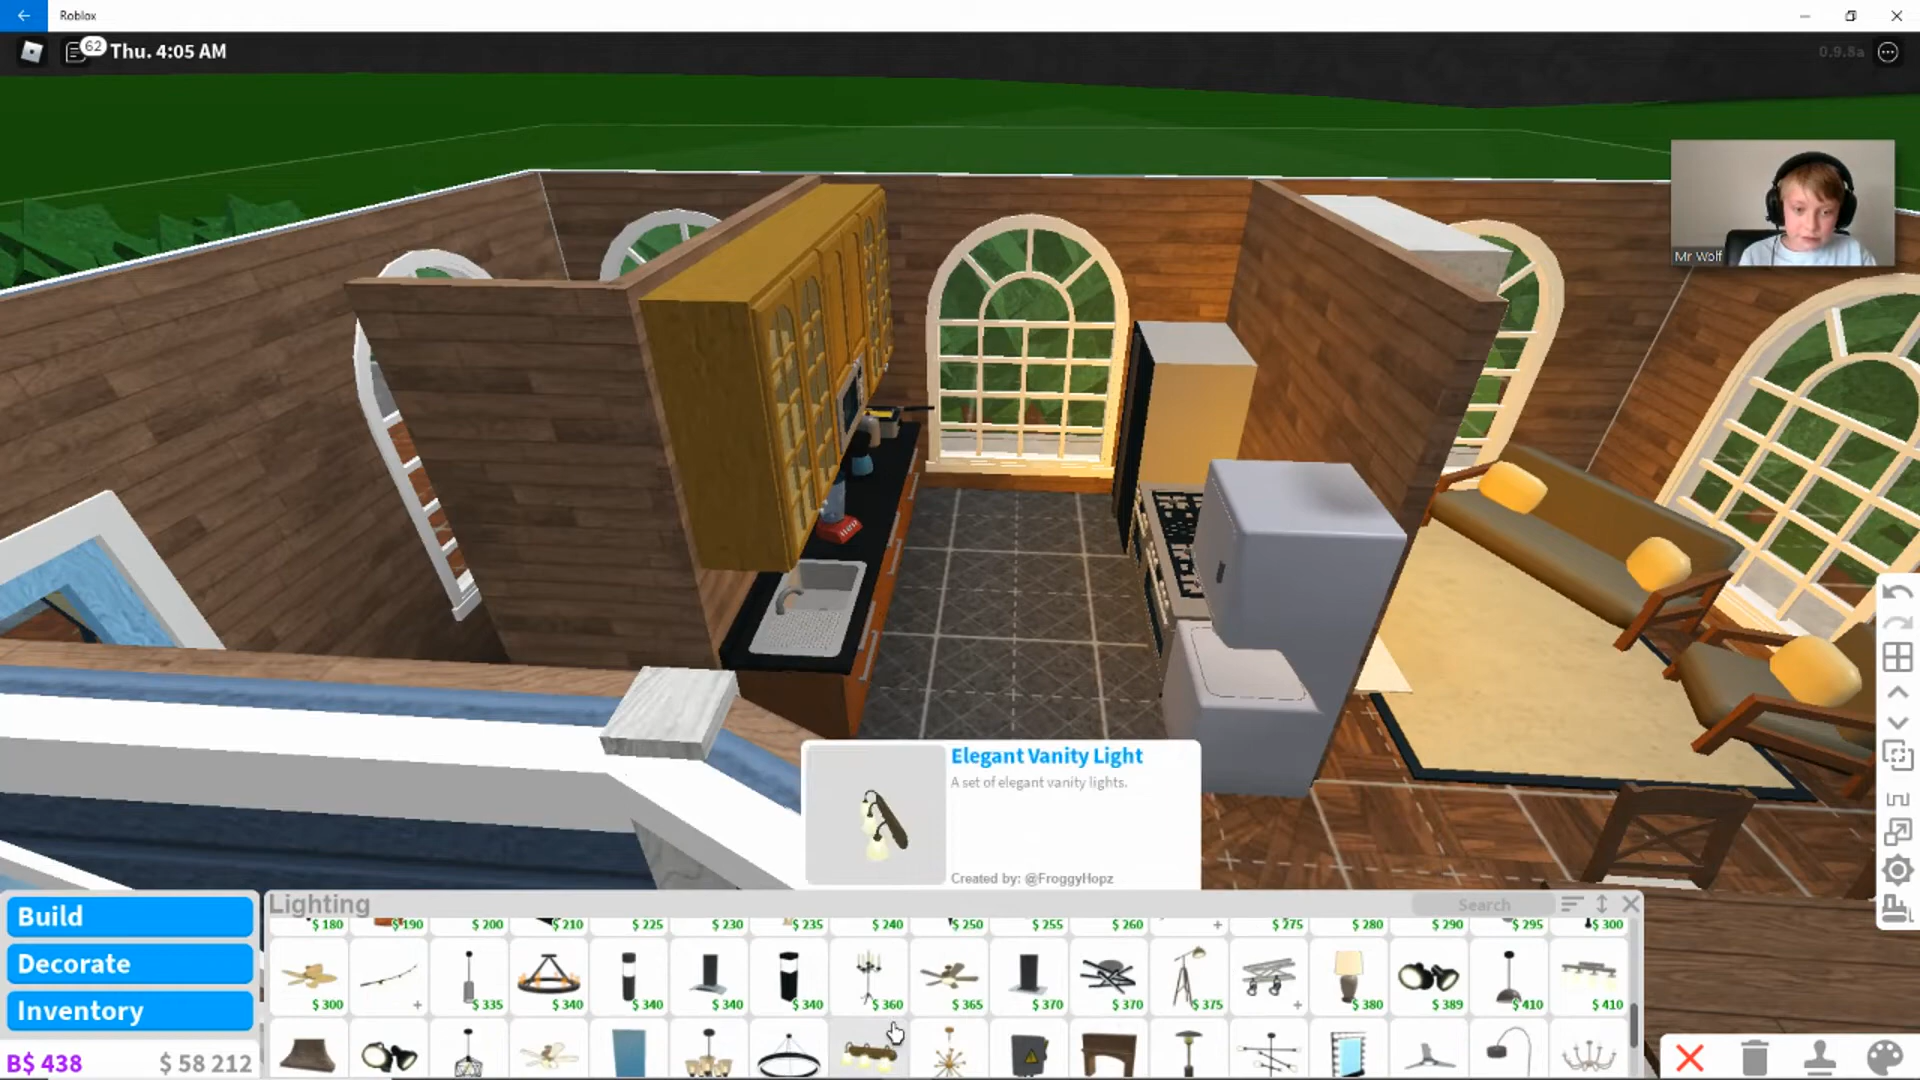 Roblox
62 Thu. 4:05 AM
0.9.8a
Mr Wolf
Elegant Vanity Light
A set of elegant vanity lights.
Created by: @FroggyHopz
Build
Decorate
Inventory
B$ 438 $ 58 212
Lighting
Search
$ 180 $ 190 $ 200 $ 210 $ 225 $ 230 $ 235 $ 240 $ 250 $ 255 $ 260 + $ 275 $ 280 $ 290 $ 295 $ 300
$ 300 + $ 335 $ 340 $ 340 $ 340 $ 340 $ 360 $ 365 $ 370 $ 370 $ 375 + $ 380 $ 389 $ 410 $ 410